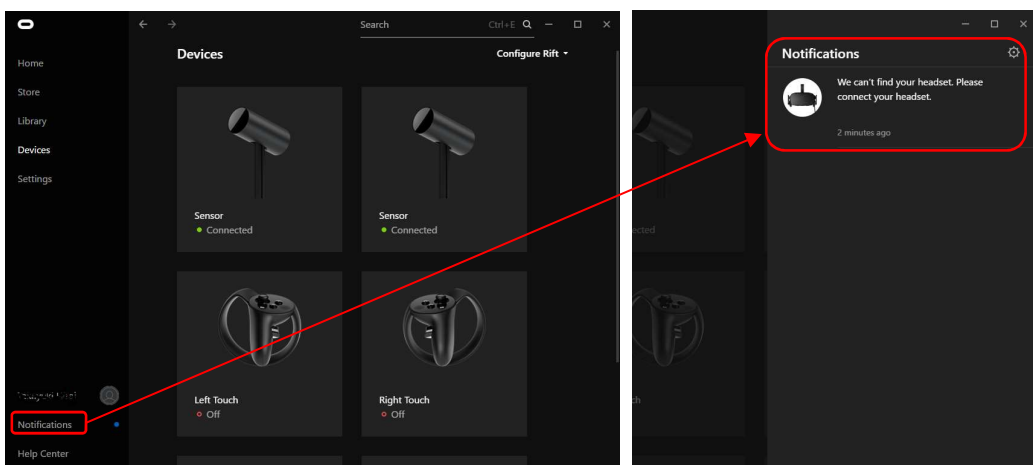 Search
Ctrl+E
Devices
Configure Rift
Home
Store
Library
Devices
Settings
Sensor
Connected
Sensor
Connected
Left Touch
Off
Right Touch
Off
Notifications
Help Center
Notifications
We can't find your headset. Please
connect your headset.
2 minutes ago
ected
ch